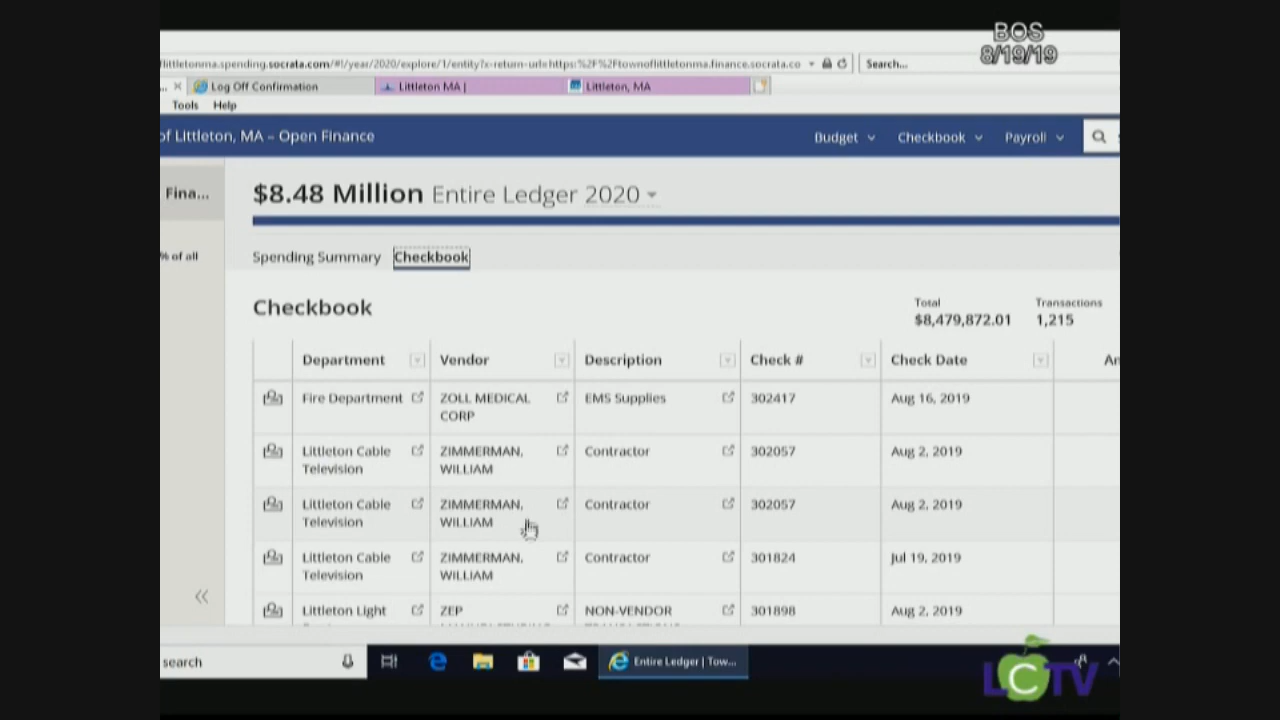 BOS
8/19/19
littletonma.spending.socrata.com/#!/year/2020/explore/1/entity?x-return-url=https:%2F%2Ftownoflittletonma.finance.socrata.co
Search...
... Log Off Confirmation Littleton MA | Littleton, MA
Tools Help
of Littleton, MA – Open Finance Budget Checkbook Payroll
Fina... $8.48 Million Entire Ledger 2020
% of all Spending Summary Checkbook
Checkbook
Total Transactions
$8,479,872.01 1,215
Department Vendor Description Check # Check Date
Fire Department ZOLL MEDICAL CORP EMS Supplies 302417 Aug 16, 2019
Littleton Cable Television ZIMMERMAN, WILLIAM Contractor 302057 Aug 2, 2019
Littleton Cable Television ZIMMERMAN, WILLIAM Contractor 302057 Aug 2, 2019
Littleton Cable Television ZIMMERMAN, WILLIAM Contractor 301824 Jul 19, 2019
Littleton Light ZEP NON-VENDOR 301898 Aug 2, 2019
search Entire Ledger | Tow...
LCTV